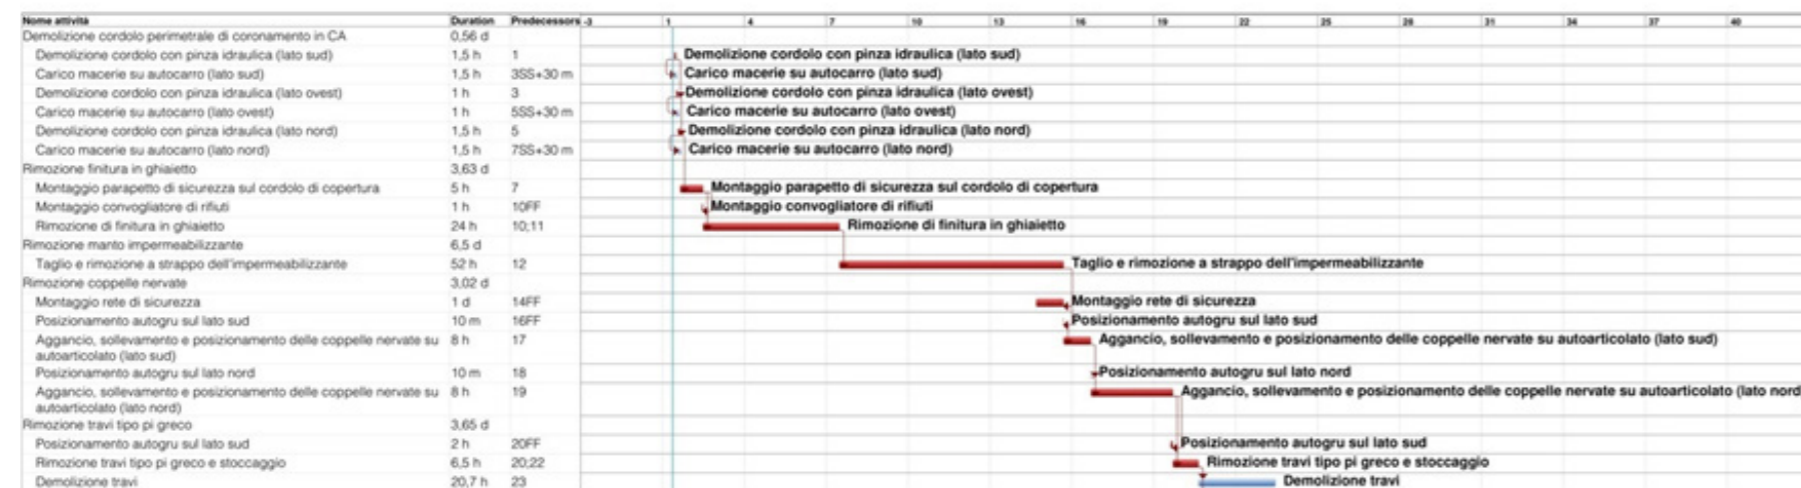 Nome attività Duration Predecessors -3 1 4 7 10 13 16 19 22 25 28 31 34 37 40
Demolizione cordolo perimetrale di coronamento in CA 0,56 d
Demolizione cordolo con pinza idraulica (lato sud) 1,5 h 1 Demolizione cordolo con pinza idraulica (lato sud)
Carico macerie su autocarro (lato sud) 1,5 h 3SS+30 m Carico macerie su autocarro (lato sud)
Demolizione cordolo con pinza idraulica (lato ovest) 1 h 3 Demolizione cordolo con pinza idraulica (lato ovest)
Carico macerie su autocarro (lato ovest) 1 h 5SS+30 m Carico macerie su autocarro (lato ovest)
Demolizione cordolo con pinza idraulica (lato nord) 1,5 h 5 Demolizione cordolo con pinza idraulica (lato nord)
Carico macerie su autocarro (lato nord) 1,5 h 7SS+30 m Carico macerie su autocarro (lato nord)
Rimozione finitura in ghiaietto 3,63 d
Montaggio parapetto di sicurezza sul cordolo di copertura 5 h 7 Montaggio parapetto di sicurezza sul cordolo di copertura
Montaggio convogliatore di rifiuti 1 h 10FF Montaggio convogliatore di rifiuti
Rimozione di finitura in ghiaietto 24 h 10;11 Rimozione di finitura in ghiaietto
Rimozione manto impermeabilizzante 6,5 d
Taglio e rimozione a strappo dell'impermeabilizzante 52 h 12 Taglio e rimozione a strappo dell'impermeabilizzante
Rimozione coppelle nervate 3,02 d
Montaggio rete di sicurezza 1 d 14FF Montaggio rete di sicurezza
Posizionamento autogru sul lato sud 10 m 16FF Posizionamento autogru sul lato sud
Aggancio, sollevamento e posizionamento delle coppelle nervate su 8 h 17 Aggancio, sollevamento e posizionamento delle coppelle nervate su autoarticolato (lato sud)
autoarticolato (lato sud)
Posizionamento autogru sul lato nord 10 m 18 Posizionamento autogru sul lato nord
Aggancio, sollevamento e posizionamento delle coppelle nervate su 8 h 19 Aggancio, sollevamento e posizionamento delle coppelle nervate su autoarticolato (lato nord
autoarticolato (lato nord)
Rimozione travi tipo pi greco 3,65 d
Posizionamento autogru sul lato sud 2 h 20FF Posizionamento autogru sul lato sud
Rimozione travi tipo pi greco e stoccaggio 6,5 h 20;22 Rimozione travi tipo pi greco e stoccaggio
Demolizione travi 20,7 h 23 Demolizione travi